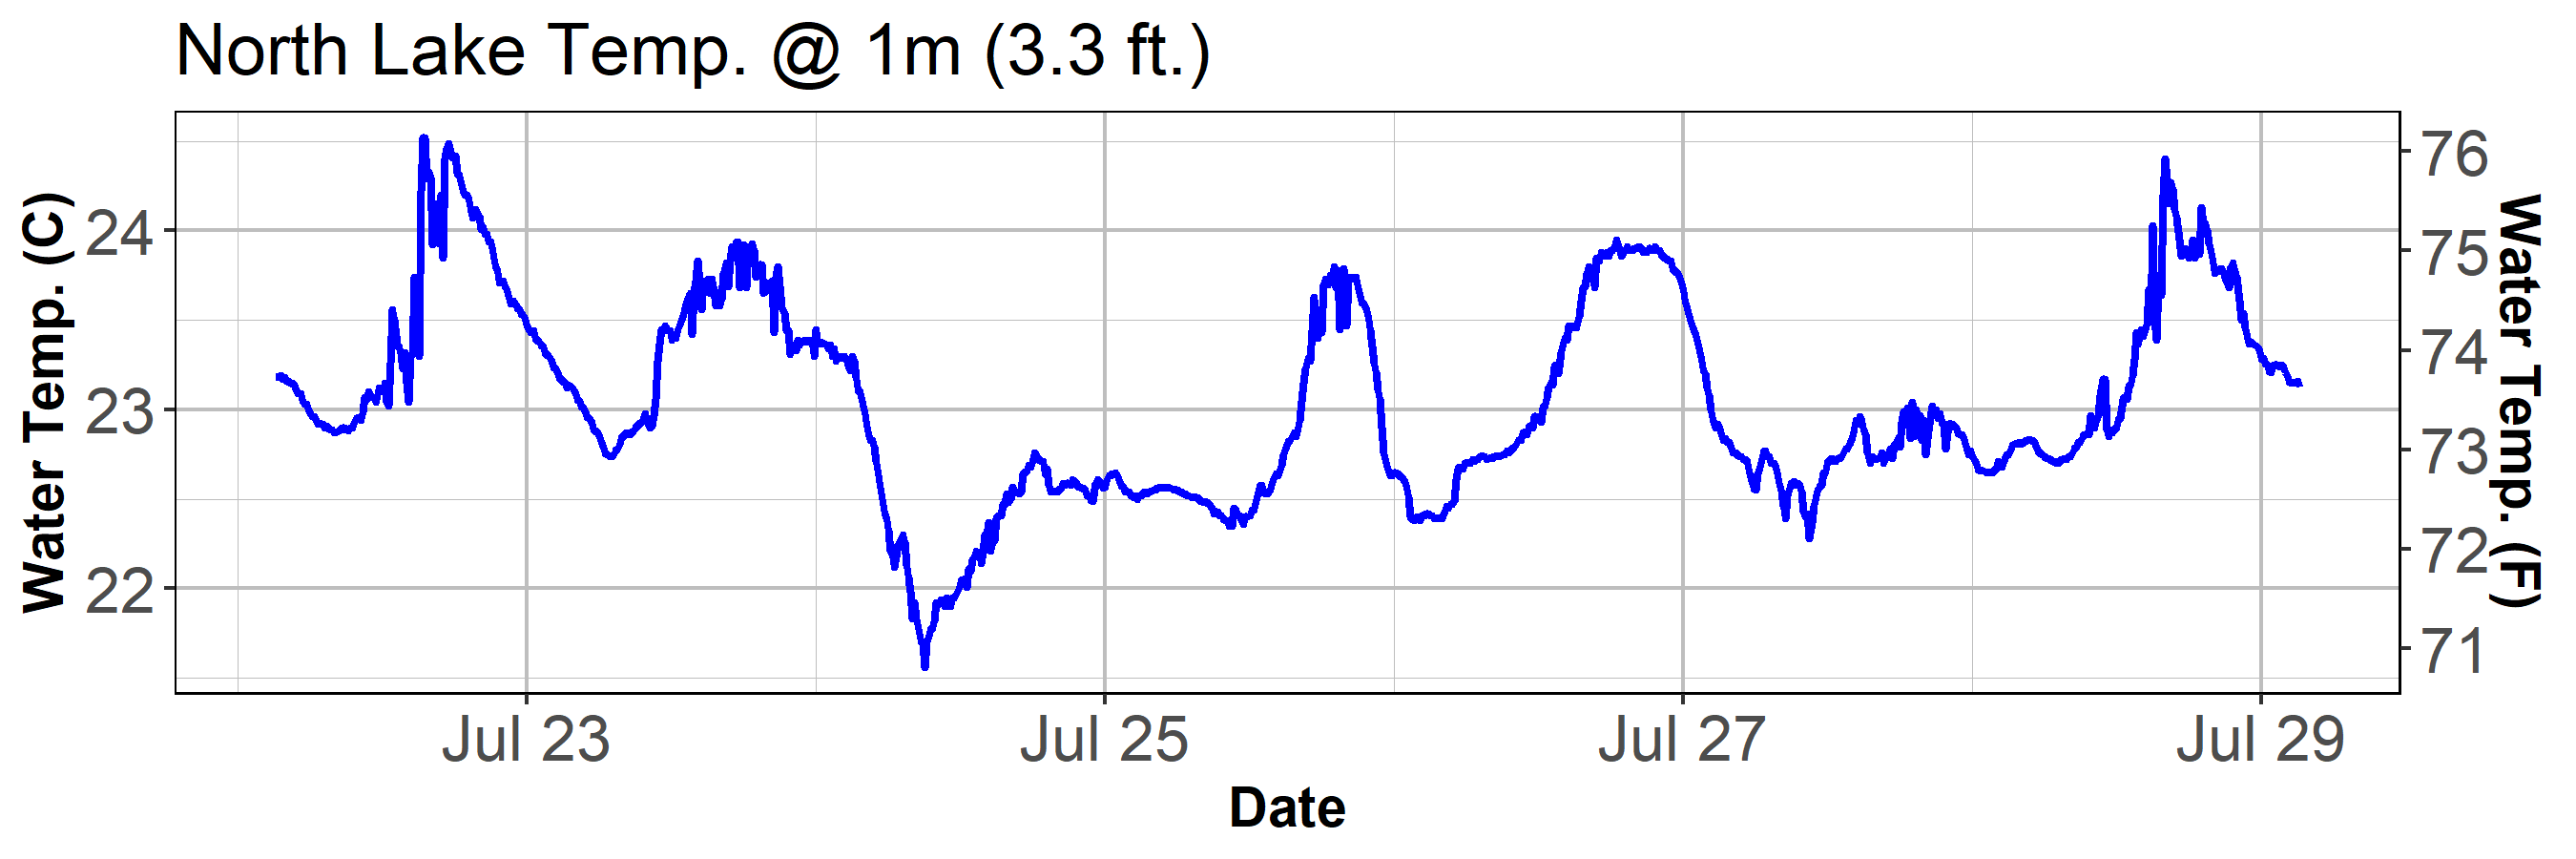 North Lake Temp. @ 1m (3.3 ft.)
Water Temp. (C)
24
23
22
76
75
74
73
72
71
Water Temp. (F)
Jul 23 Jul 25 Jul 27 Jul 29
Date